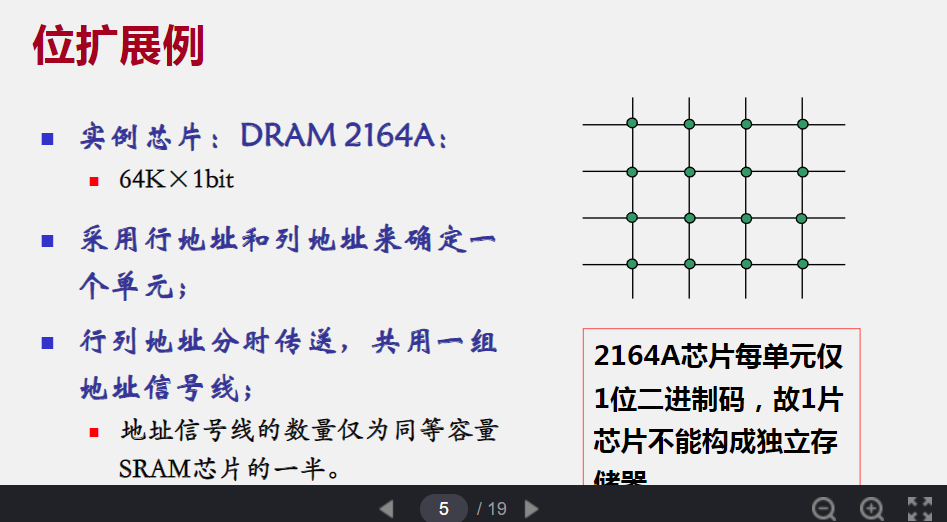 位扩展例
实例芯片：DRAM 2164A：
64K×1bit
采用行地址和列地址来确定一
个单元；
行列地址分时传送，共用一组
地址信号线；
地址信号线的数量仅为同等容量
SRAM芯片的一半。
2164A芯片每单元仅
1位二进制码，故1片
芯片不能构成独立存
储器
5 / 19